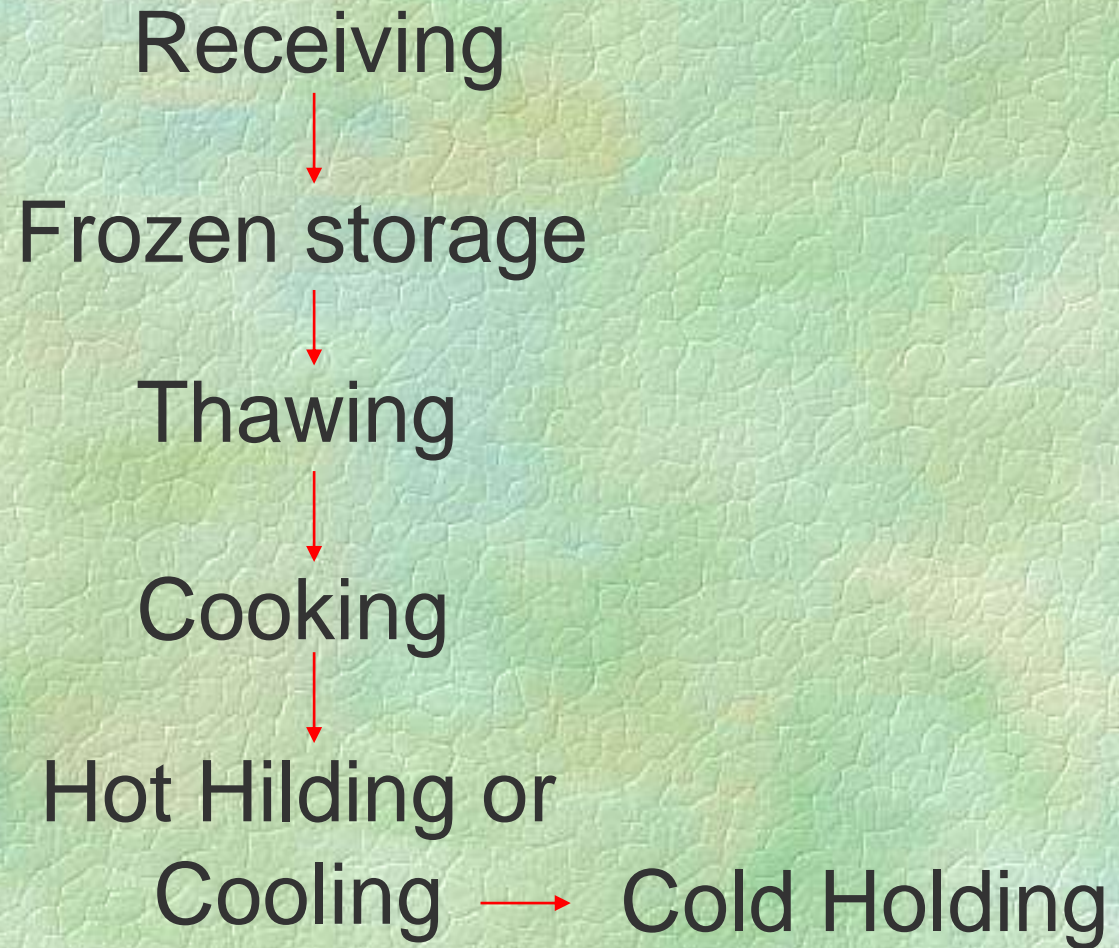 Receiving
Frozen storage
Thawing
Cooking
Hot Hilding or
Cooling
Cold Holding